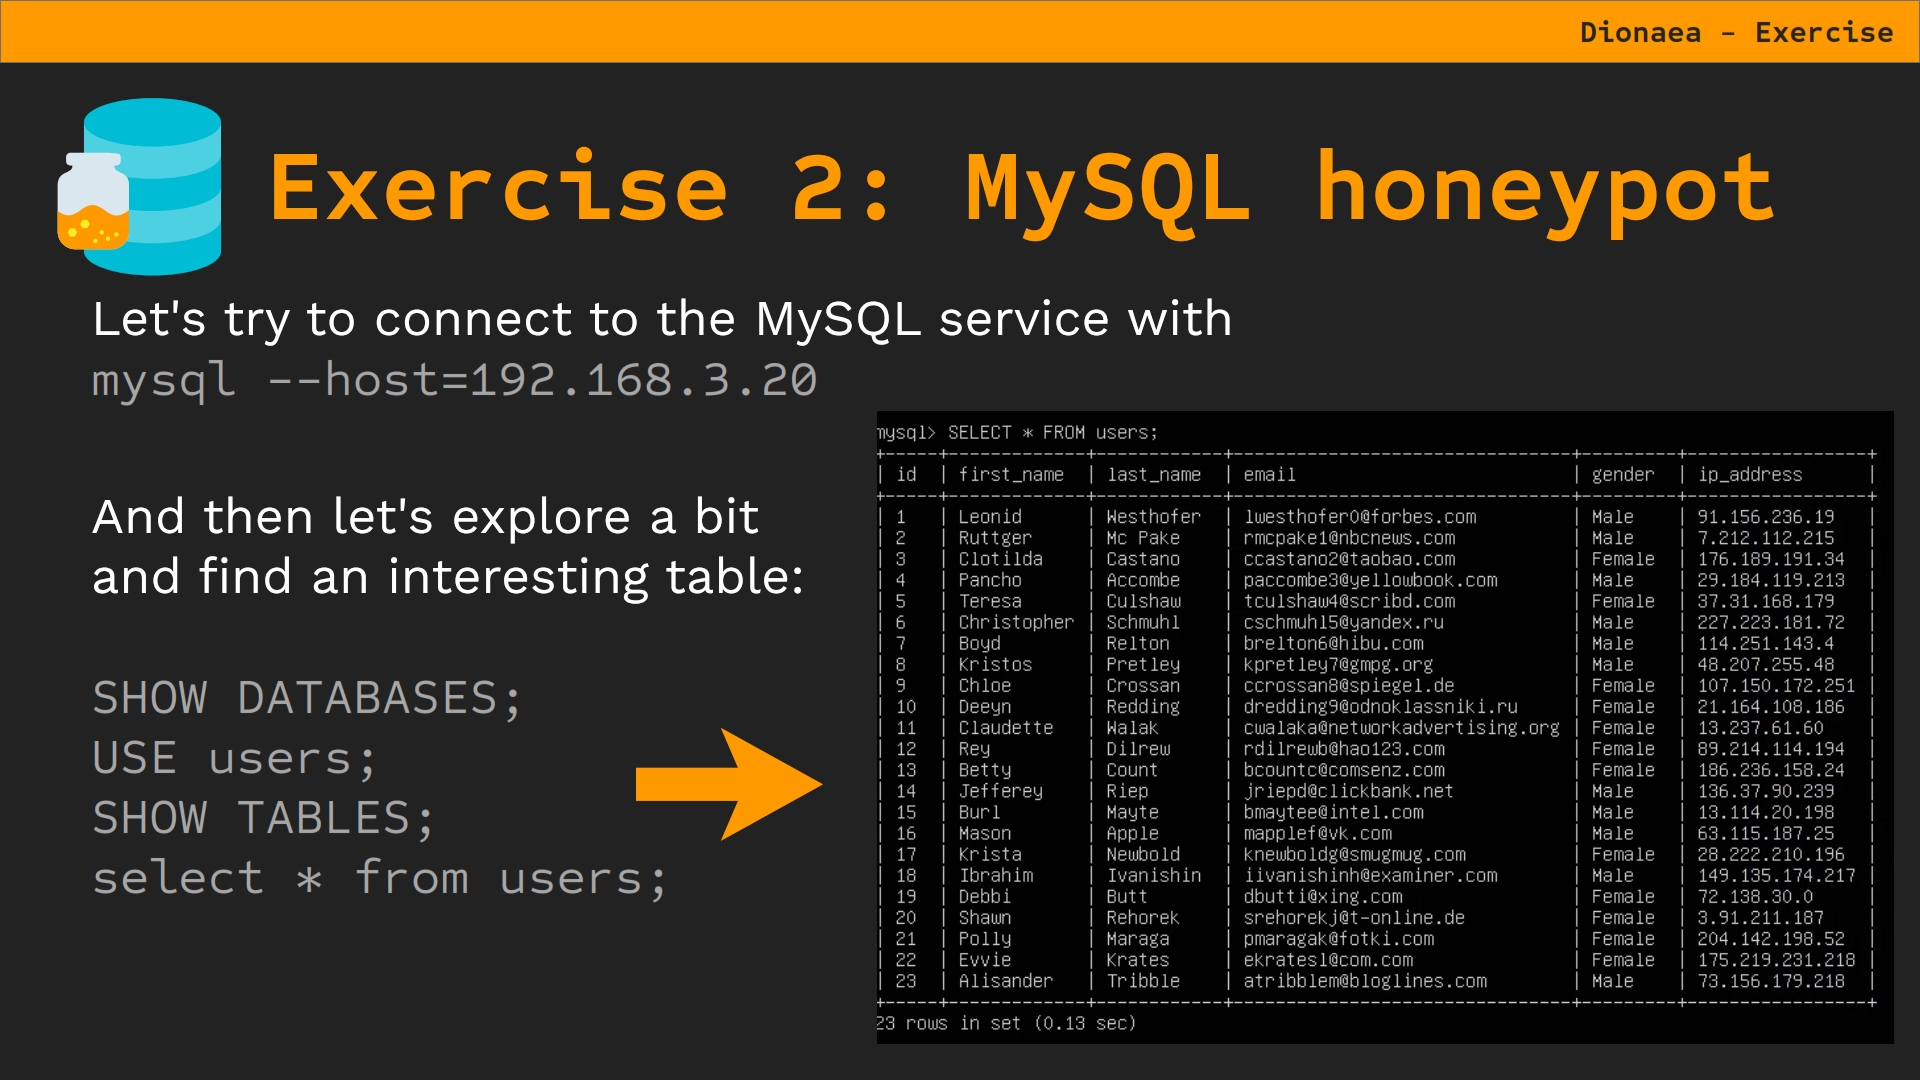 Dionaea – Exercise
Exercise 2: MySQL honeypot
Let's try to connect to the MySQL service with
mysql --host=192.168.3.20
And then let's explore a bit
and find an interesting table:
SHOW DATABASES;
USE users;
SHOW TABLES;
select * from users;
mysql> SELECT * FROM users;
+-----+-------------+------------+--------------------------------+---------+-----------------+
| id | first_name | last_name | email | gender | ip_address |
+-----+-------------+------------+--------------------------------+---------+-----------------+
| 1 | Leonid | Westhofer | lwesthofer0@forbes.com | Male | 91.156.236.19 |
| 2 | Ruttger | Mc Pake | rmcpake1@nbcnews.com | Male | 7.212.112.215 |
| 3 | Clotilda | Castano | ccastano2@taobao.com | Female | 176.189.191.34 |
| 4 | Pancho | Accombe | paccombe3@yellowbook.com | Male | 29.184.119.213 |
| 5 | Teresa | Culshaw | tculshaw4@scribd.com | Female | 37.31.168.179 |
| 6 | Christopher | Schmuhl | cschmuhl5@yandex.ru | Male | 227.223.181.72 |
| 7 | Boyd | Relton | brelton6@hibu.com | Male | 114.251.143.4 |
| 8 | Kristos | Pretley | kpretley7@gmpg.org | Male | 48.207.255.48 |
| 9 | Chloe | Crossan | ccrossan8@spiegel.de | Female | 107.150.172.251 |
| 10 | Deeyn | Redding | dredding9@odnoklassniki.ru | Female | 21.164.108.186 |
| 11 | Claudette | Walak | cwalaka@networkadvertising.org | Female | 13.237.61.60 |
| 12 | Rey | Dilrew | rdilrewb@hao123.com | Female | 89.214.114.194 |
| 13 | Betty | Count | bcountc@comsenz.com | Female | 186.236.158.24 |
| 14 | Jefferey | Riep | jriepd@clickbank.net | Male | 136.37.90.239 |
| 15 | Burl | Mayte | bmaytee@intel.com | Male | 13.114.20.198 |
| 16 | Mason | Apple | mapplef@vk.com | Male | 63.115.187.25 |
| 17 | Krista | Newbold | knewboldg@smugmug.com | Female | 28.222.210.196 |
| 18 | Ibrahim | Ivanishin | iivanishinh@examiner.com | Male | 149.135.174.217 |
| 19 | Debbi | Butt | dbutti@xing.com | Female | 72.138.30.0 |
| 20 | Shawn | Rehorek | srehorekj@t-online.de | Female | 3.91.211.187 |
| 21 | Polly | Maraga | pmaragak@fotki.com | Female | 204.142.198.52 |
| 22 | Evvie | Krates | ekratesl@com.com | Female | 175.219.231.218 |
| 23 | Alisander | Tribble | atribblem@bloglines.com | Male | 73.156.179.218 |
+-----+-------------+------------+--------------------------------+---------+-----------------+
23 rows in set (0.13 sec)